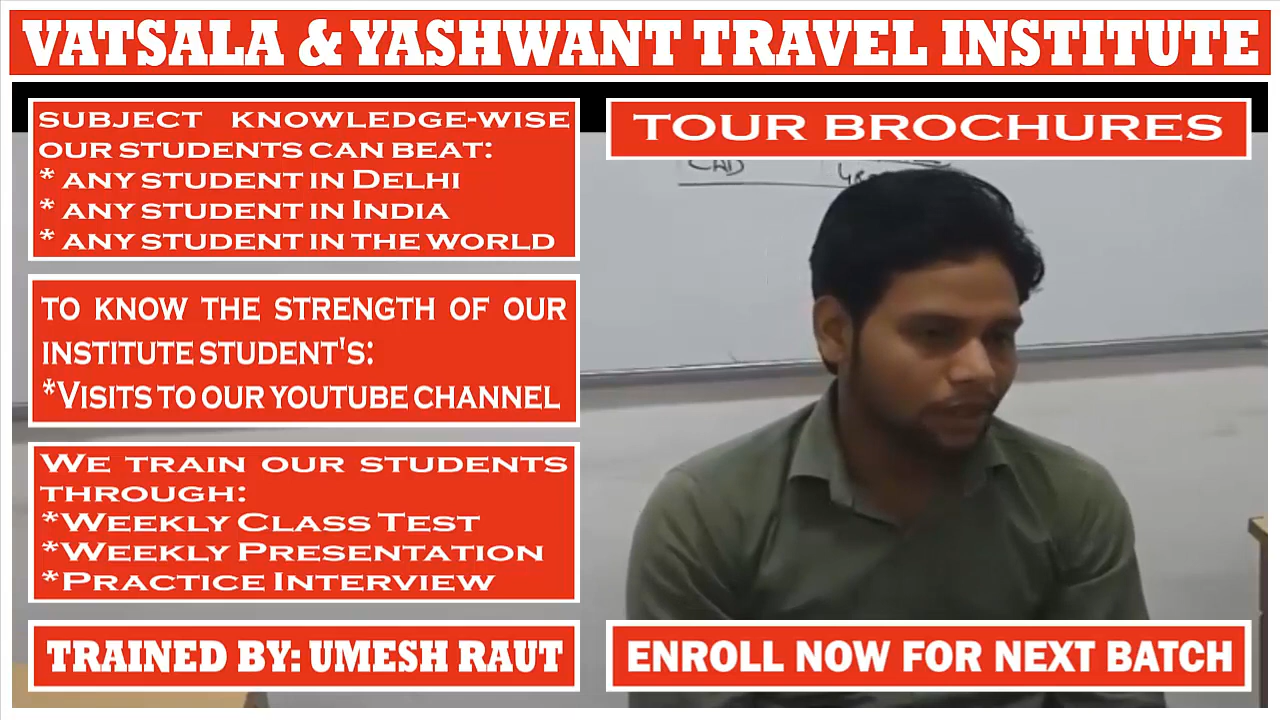 VATSALA & YASHWANT TRAVEL INSTITUTE
SUBJECT KNOWLEDGE-WISE
OUR STUDENTS CAN BEAT:
* ANY STUDENT IN DELHI
* ANY STUDENT IN INDIA
* ANY STUDENT IN THE WORLD
TO KNOW THE STRENGTH OF OUR
INSTITUTE STUDENT'S:
*VISITS TO OUR YOUTUBE CHANNEL
WE TRAIN OUR STUDENTS
THROUGH:
*WEEKLY CLASS TEST
*WEEKLY PRESENTATION
*PRACTICE INTERVIEW
TRAINED BY: UMESH RAUT
TOUR BROCHURES
ENROLL NOW FOR NEXT BATCH